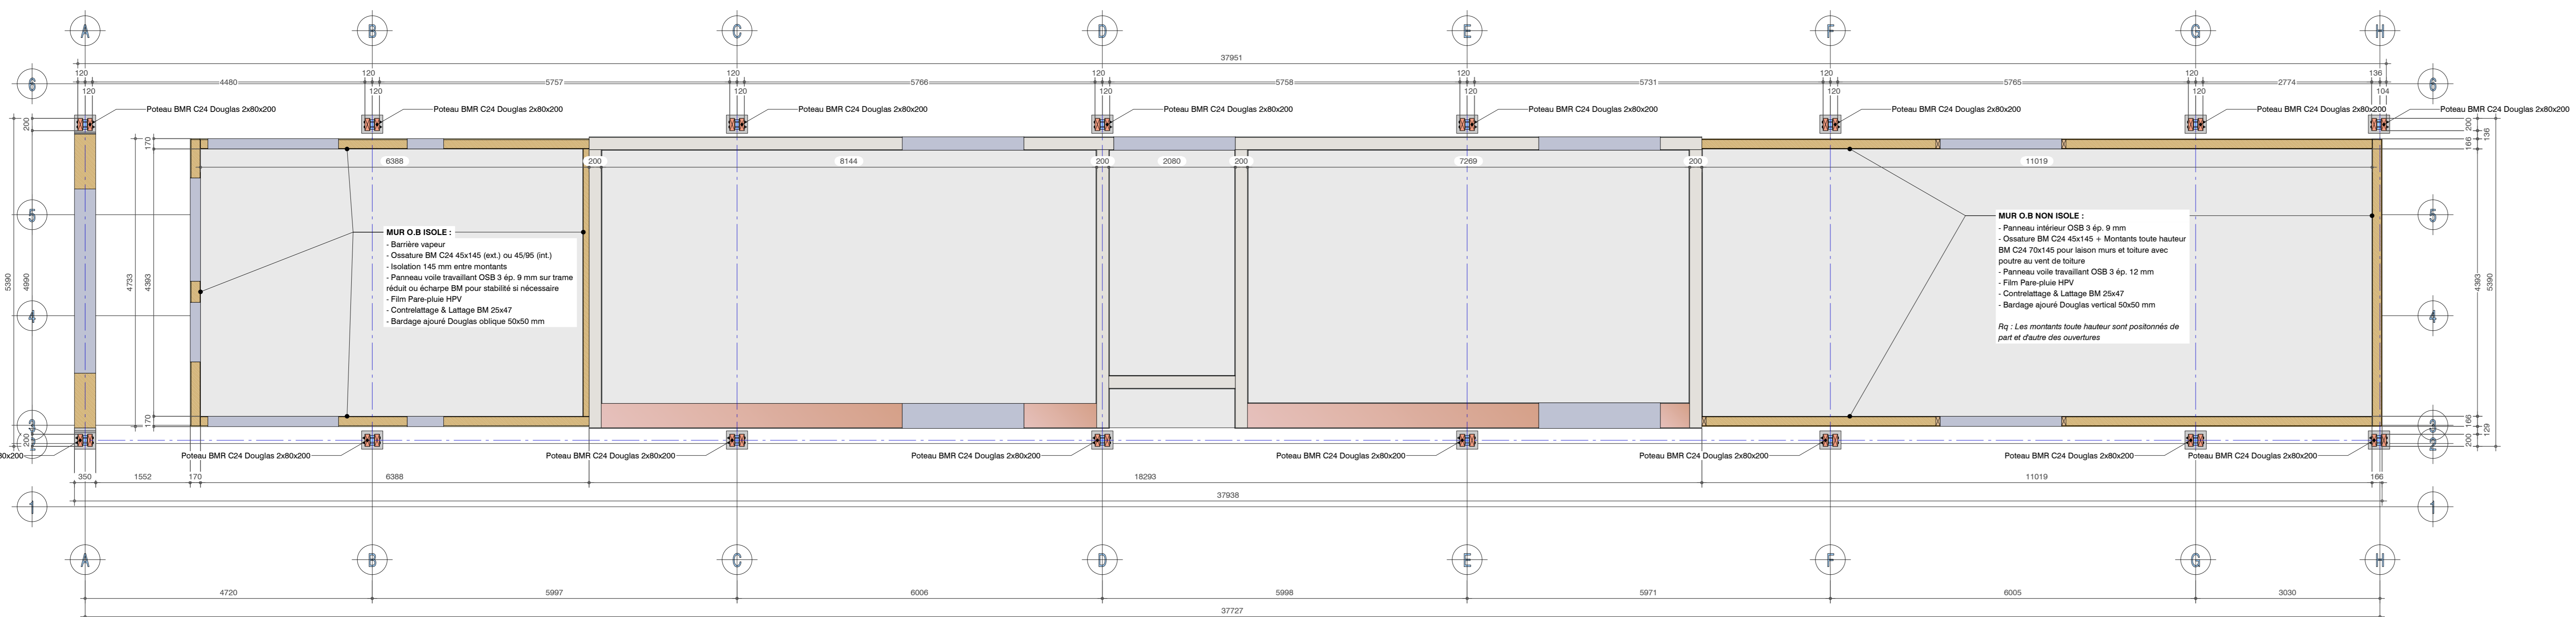 A B C D E F G H
37951
120 120 120 120 120 120 120 136
4480 5757 5766 5758 5731 5765 2774
6 6
120 120 120 120 120 120 120 104
Poteau BMR C24 Douglas 2x80x200 Poteau BMR C24 Douglas 2x80x200 Poteau BMR C24 Douglas 2x80x200 Poteau BMR C24 Douglas 2x80x200 Poteau BMR C24 Douglas 2x80x200 Poteau BMR C24 Douglas 2x80x200 Poteau BMR C24 Douglas 2x80x200 Poteau BMR C24 Douglas 2x80x200
200 200
136
170 166
6388 200 8144 200 2080 200 7269 200 11019
5 5
MUR O.B ISOLE :
- Barrière vapeur
- Ossature BM C24 45x145 (ext.) ou 45/95 (int.)
- Isolation 145 mm entre montants
- Panneau voile travaillant OSB 3 ép. 9 mm sur trame
réduit ou écharpe BM pour stabilité si nécessaire
- Film Pare-pluie HPV
- Contrelattage & Lattage BM 25x47
- Bardage ajouré Douglas oblique 50x50 mm
MUR O.B NON ISOLE :
- Panneau intérieur OSB 3 ép. 9 mm
- Ossature BM C24 45x145 + Montants toute hauteur
BM C24 70x145 pour laison murs et toiture avec
poutre au vent de toiture
- Panneau voile travaillant OSB 3 ép. 12 mm
- Film Pare-pluie HPV
- Contrelattage & Lattage BM 25x47
- Bardage ajouré Douglas vertical 50x50 mm
Rq : Les montants toute hauteur sont positonnés de
part et d'autre des ouvertures
5390 4990 4733 4393 4393 5390
4 4
3 3
170 166
129
200 200
2 2
80x200 Poteau BMR C24 Douglas 2x80x200 Poteau BMR C24 Douglas 2x80x200 Poteau BMR C24 Douglas 2x80x200 Poteau BMR C24 Douglas 2x80x200 Poteau BMR C24 Douglas 2x80x200 Poteau BMR C24 Douglas 2x80x200 Poteau BMR C24 Douglas 2x80x200
350 1552 170 6388 18293 11019 166
37938
1 1
A B C D E F G H
4720 5997 6006 5998 5971 6005 3030
37727